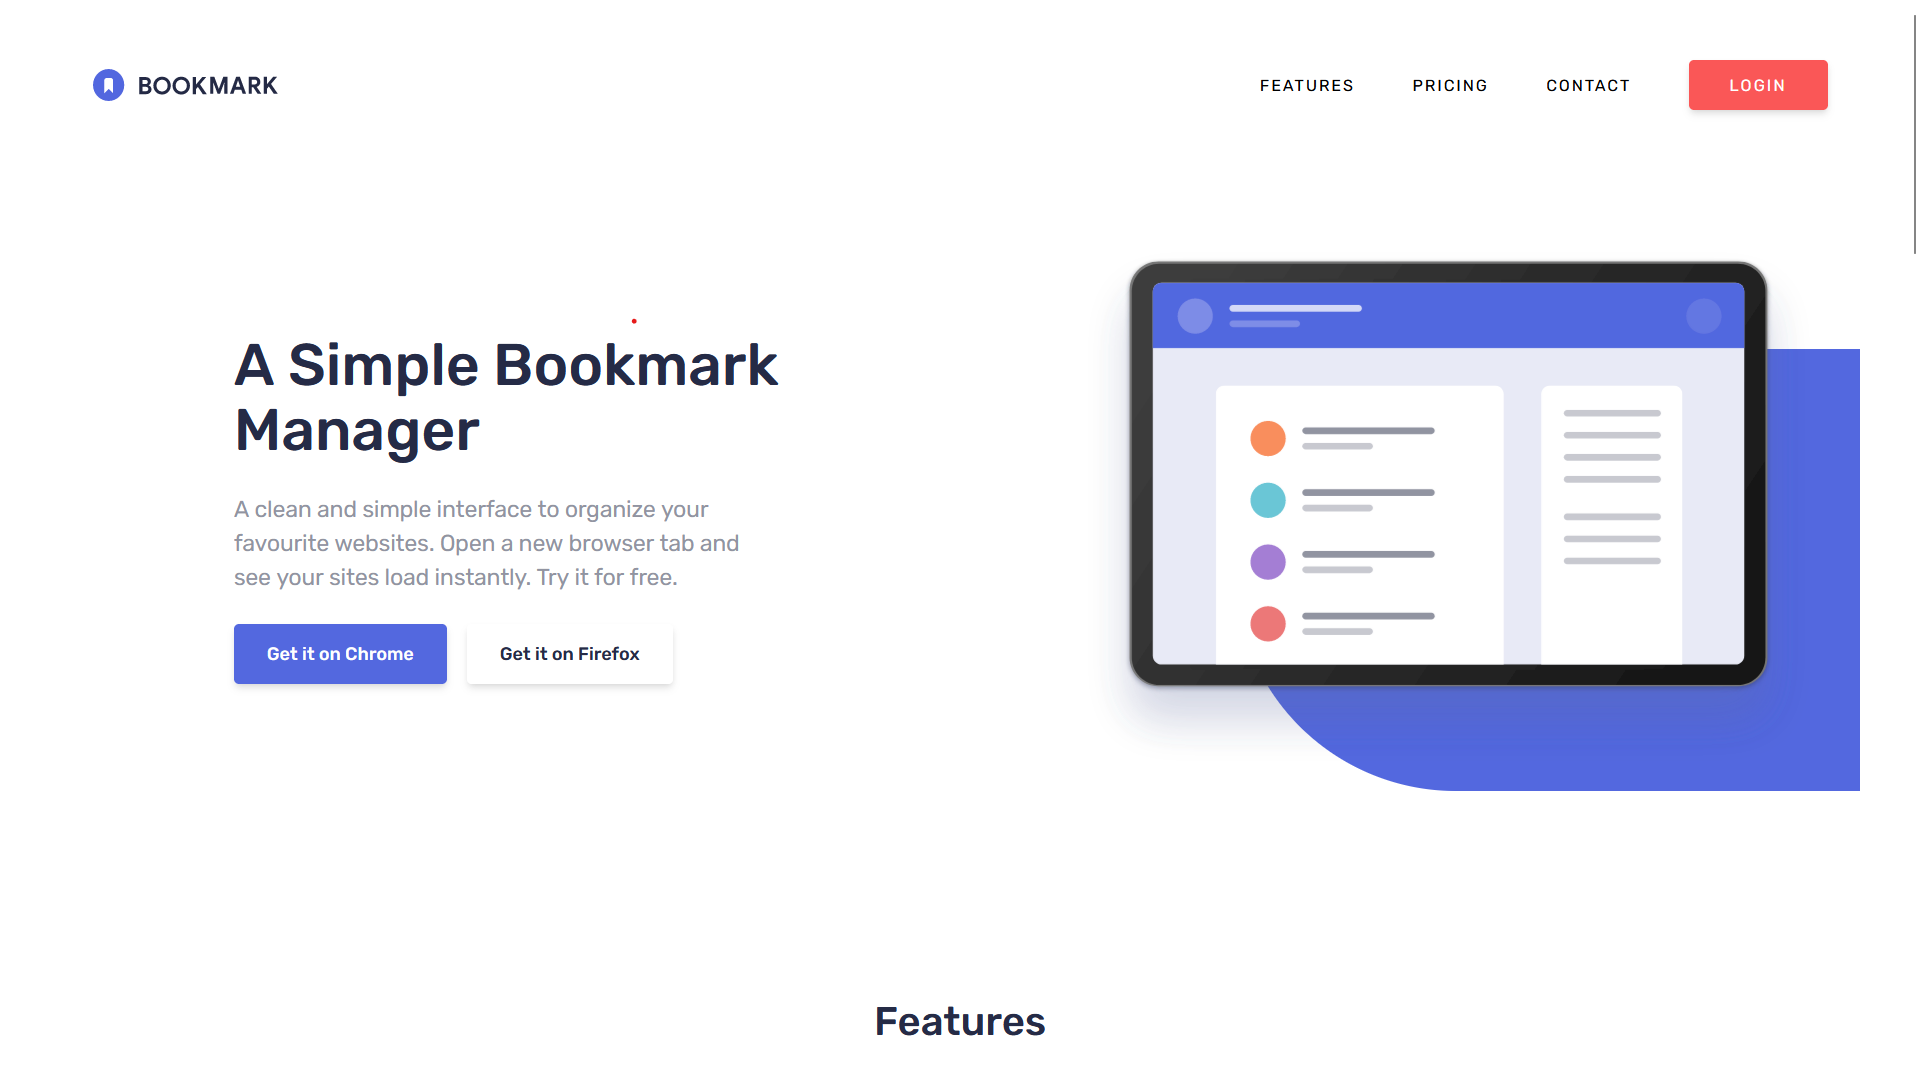 BOOKMARK
FEATURES
PRICING
CONTACT
LOGIN
A Simple Bookmark
Manager
A clean and simple interface to organize your
favourite websites. Open a new browser tab and
see your sites load instantly. Try it for free.
Get it on Chrome
Get it on Firefox
Features